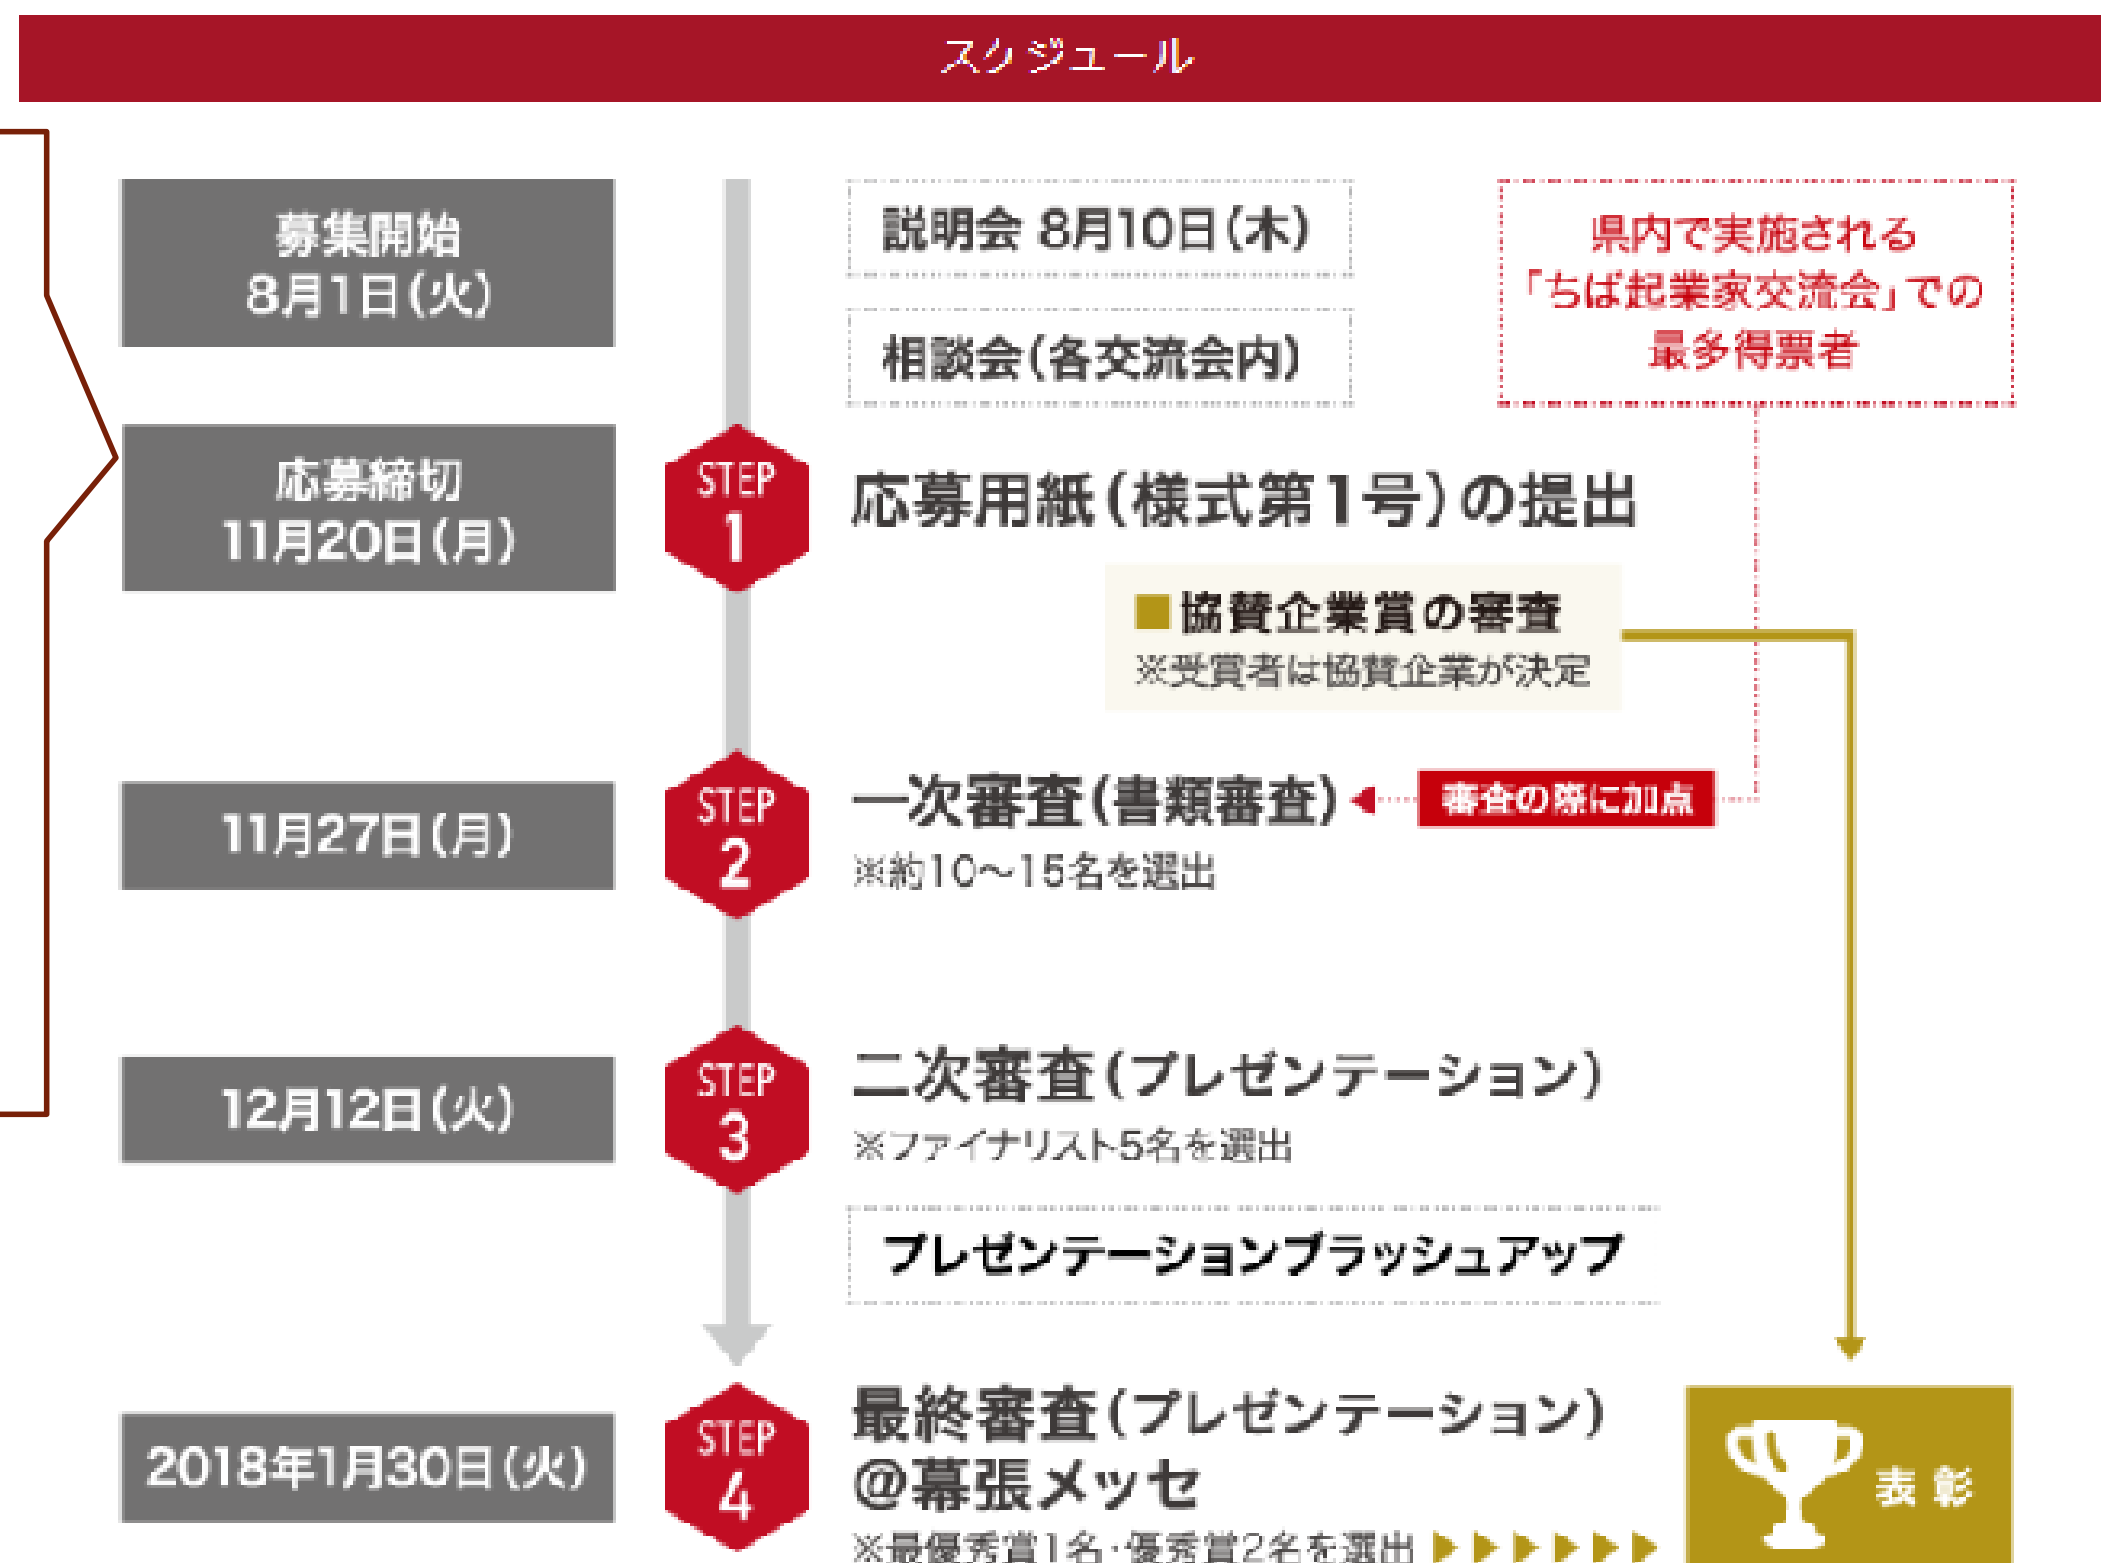 スケジュール
募集開始
8月1日(火)
説明会 8月10日(木)
相談会(各交流会内)
県内で実施される
「ちば起業家交流会」での
最多得票者
応募締切
11月20日(月)
STEP
1
応募用紙(様式第1号)の提出
■協賛企業賞の審査
※受賞者は協賛企業が決定
11月27日(月)
STEP
2
一次審査(書類審査)
審査の際に加点
※約10〜15名を選出
12月12日(火)
STEP
3
二次審査(プレゼンテーション)
※ファイナリスト5名を選出
プレゼンテーションブラッシュアップ
2018年1月30日(火)
STEP
4
最終審査(プレゼンテーション)
@幕張メッセ
※最優秀賞1名・優秀賞2名を選出
表彰